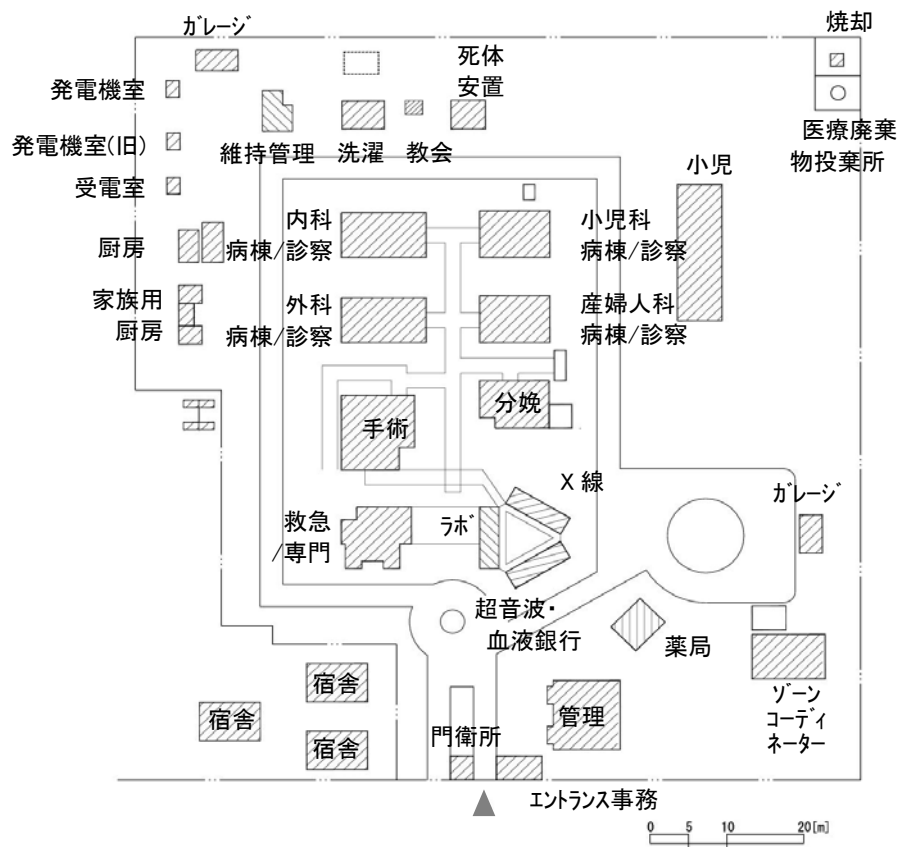 ガレージ
焼却
死体
安置
発電機室
医療廃棄
物投棄所
発電機室(旧)
維持管理
洗濯
教会
小児
受電室
内科
病棟/診察
小児科
病棟/診察
厨房
家族用
厨房
外科
病棟/診察
産婦人科
病棟/診察
分娩
手術
X線
ガレージ
救急
/専門
ラボ
超音波・
血液銀行
薬局
宿舎
宿舎
宿舎
ゾーン
コーディ
ネーター
管理
門衛所
エントランス事務
0 5 10 20[m]